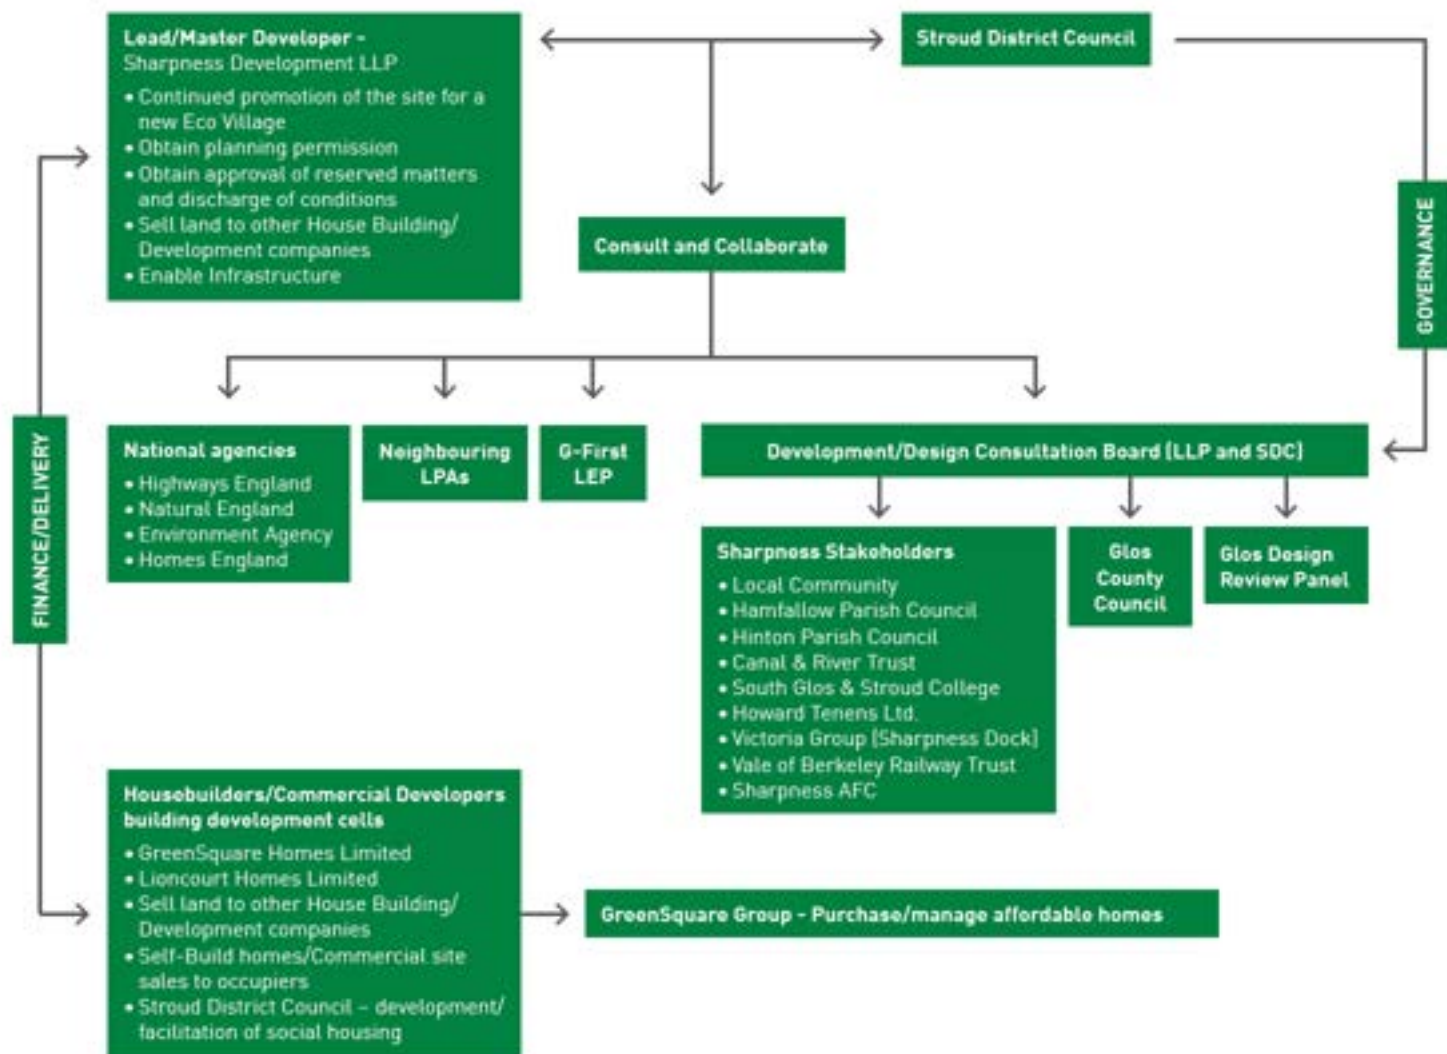 Lead/Master Developer –
Sharpness Development LLP
• Continued promotion of the site for a
new Eco Village
• Obtain planning permission
• Obtain approval of reserved matters
and discharge of conditions
• Sell land to other House Building/
Development companies
• Enable Infrastructure
Stroud District Council
Consult and Collaborate
GOVERNANCE
FINANCE/DELIVERY
National agencies
• Highways England
• Natural England
• Environment Agency
• Homes England
Neighbouring
LPAs
G-First
LEP
Development/Design Consultation Board (LLP and SDC)
Sharpness Stakeholders
• Local Community
• Hamfallow Parish Council
• Hinton Parish Council
• Canal & River Trust
• South Glos & Stroud College
• Howard Tenens Ltd.
• Victoria Group (Sharpness Dock)
• Vale of Berkeley Railway Trust
• Sharpness AFC
Glos
County
Council
Glos Design
Review Panel
Housebuilders/Commercial Developers
building development cells
• GreenSquare Homes Limited
• Lioncourt Homes Limited
• Sell land to other House Building/
Development companies
• Self-Build homes/Commercial site
sales to occupiers
• Stroud District Council – development/
facilitation of social housing
GreenSquare Group - Purchase/manage affordable homes